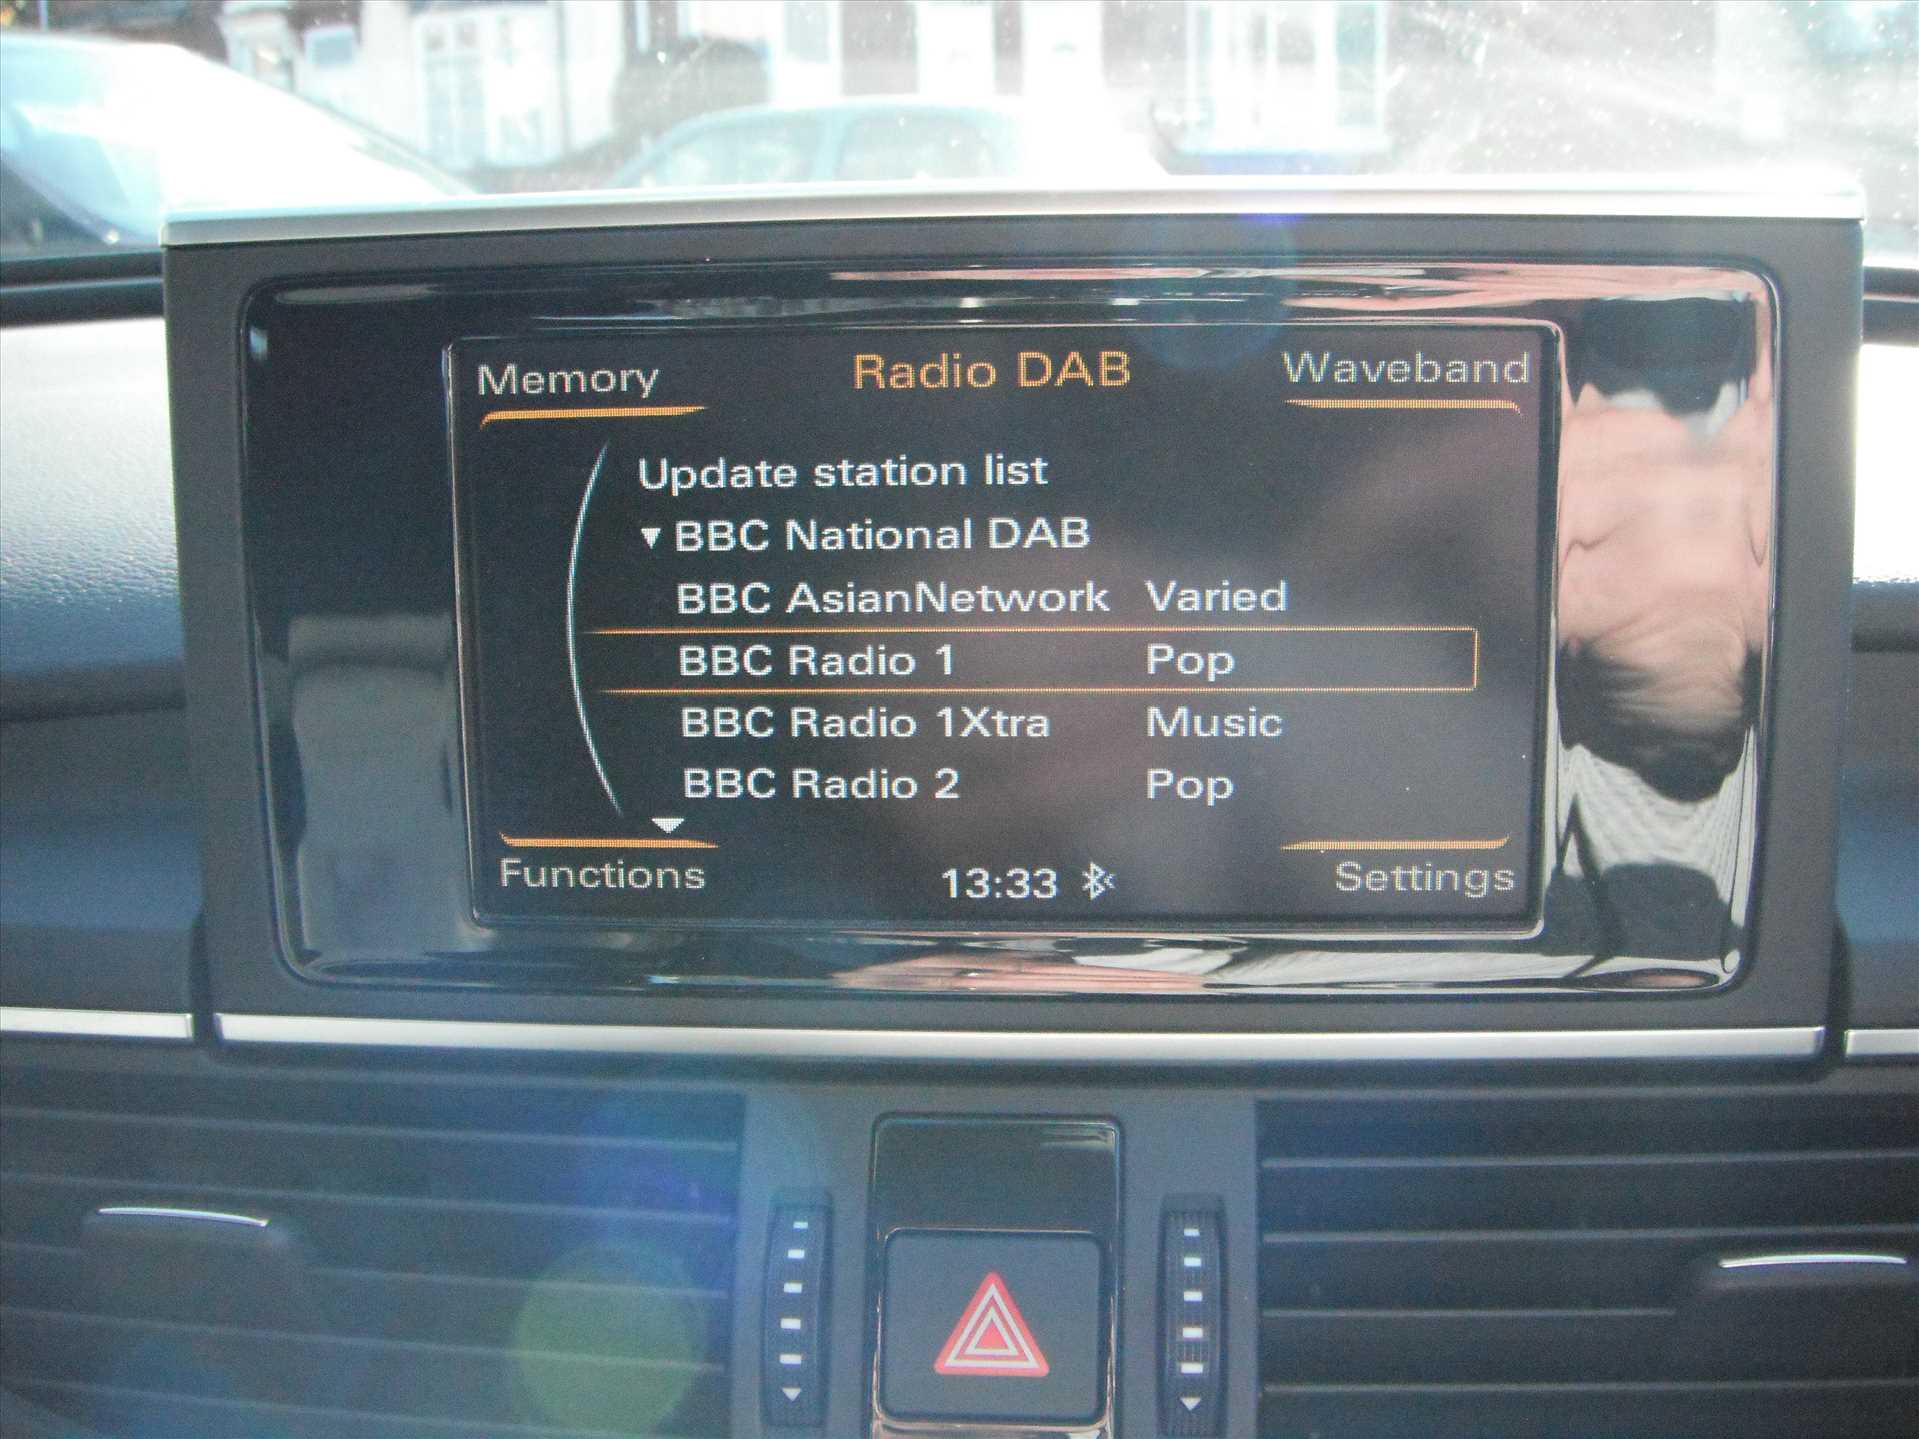 Memory Radio DAB Waveband
Update station list
▼ BBC National DAB
BBC AsianNetwork Varied
BBC Radio 1 Pop
BBC Radio 1Xtra Music
BBC Radio 2 Pop
Functions 13:33 Settings